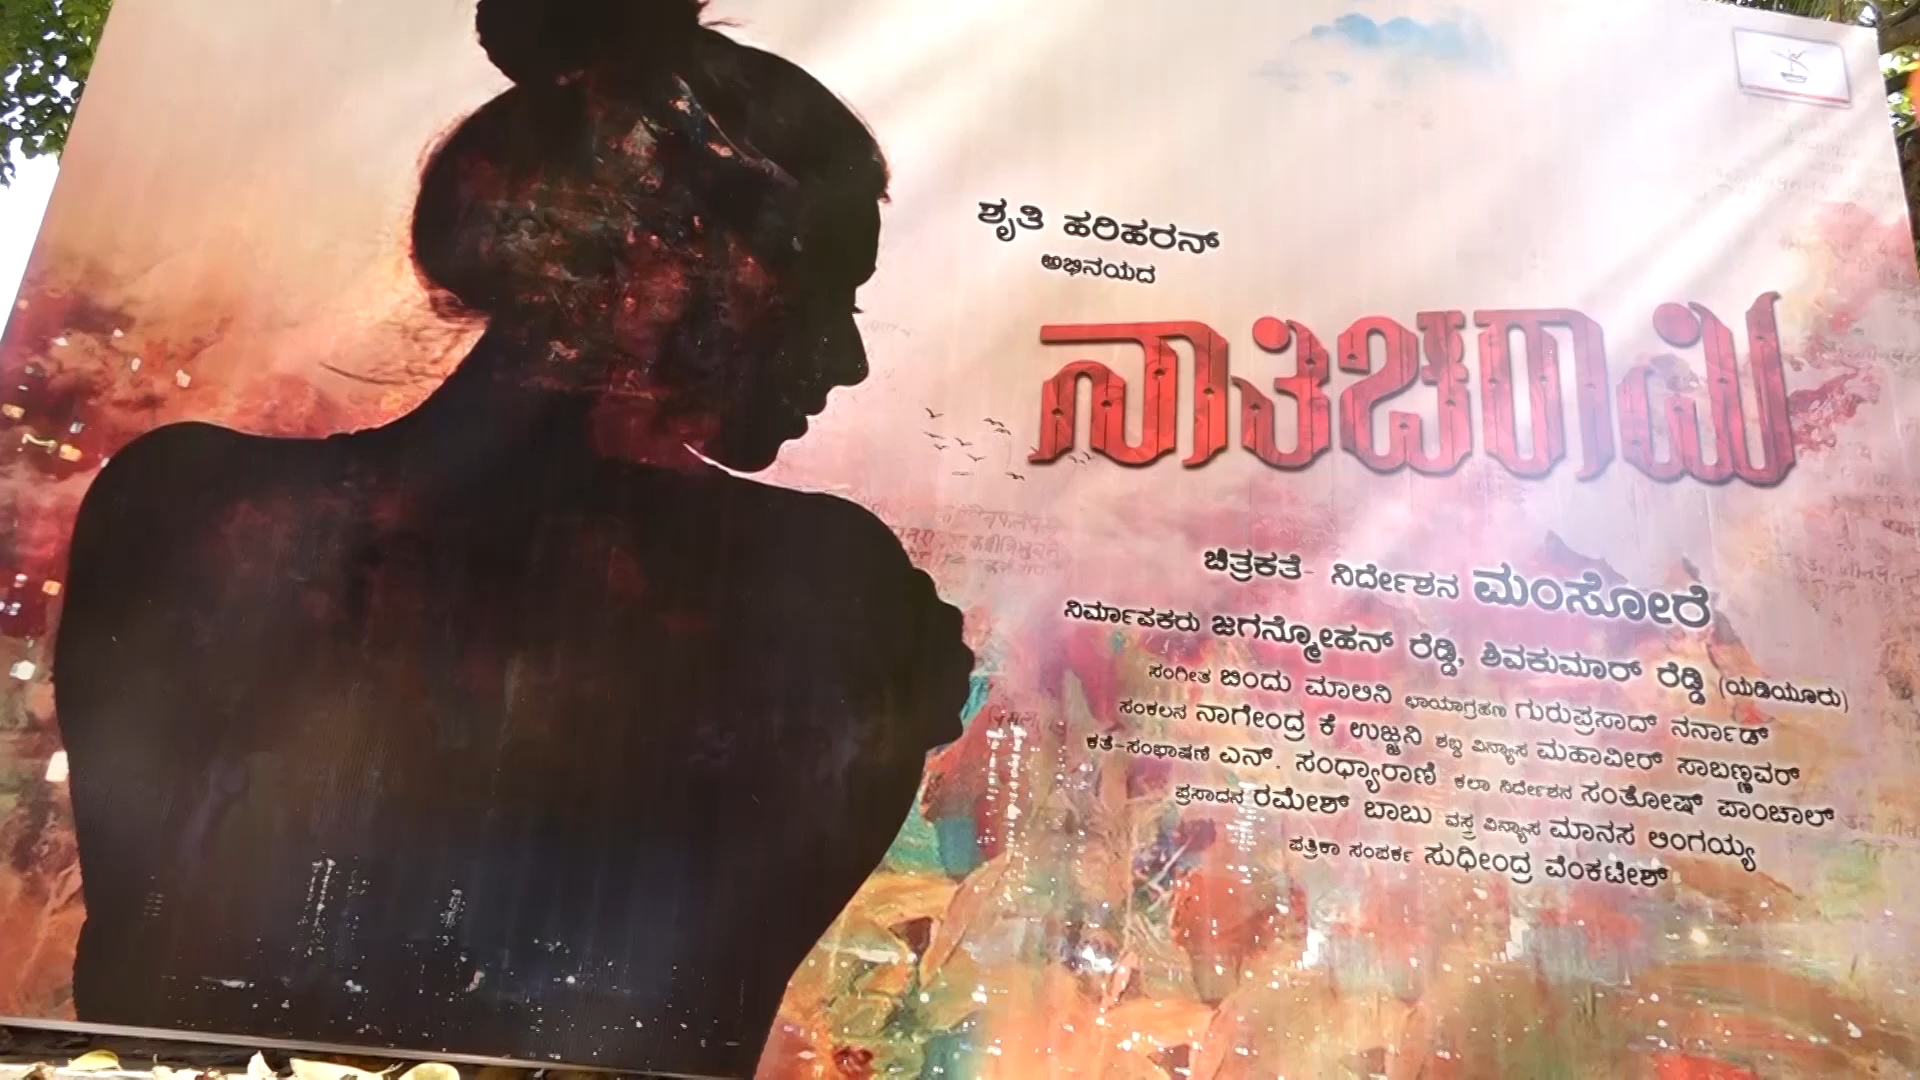 ಶೃತಿ ಹರಿಹರನ್
ಅಭಿನಯದ
ನಾತಿಚರಾಮಿ
ಚಿತ್ರಕತೆ- ನಿರ್ದೇಶನ ಮಂಸೋರೆ
ನಿರ್ಮಾಪಕರು ಜಗನ್ಮೋಹನ್ ರೆಡ್ಡಿ, ಶಿವಕುಮಾರ್ ರೆಡ್ಡಿ (ಯಡಿಯೂರು)
ಸಂಗೀತ ಬಿಂದು ಮಾಲಿನಿ ಛಾಯಾಗ್ರಹಣ ಗುರುಪ್ರಸಾದ್ ನರ್ನಾಡ್
ಸಂಕಲನ ನಾಗೇಂದ್ರ ಕೆ ಉಜ್ಜನಿ ಶಬ್ಧ ವಿನ್ಯಾಸ ಮಹಾವೀರ್ ಸಾಬಣ್ಣವರ್
ಕತೆ-ಸಂಭಾಷಣೆ ಎನ್. ಸಂಧ್ಯಾರಾಣಿ ಕಲಾ ನಿರ್ದೇಶನ ಸಂತೋಷ್ ಪಾಂಚಾಲ್
ಪ್ರಸಾದನ ರಮೇಶ್ ಬಾಬು ವಸ್ತ್ರ ವಿನ್ಯಾಸ ಮಾನಸ ಲಿಂಗಯ್ಯ
ಪತ್ರಿಕಾ ಸಂಪರ್ಕ ಸುಧೀಂದ್ರ ವೆಂಕಟೇಶ್